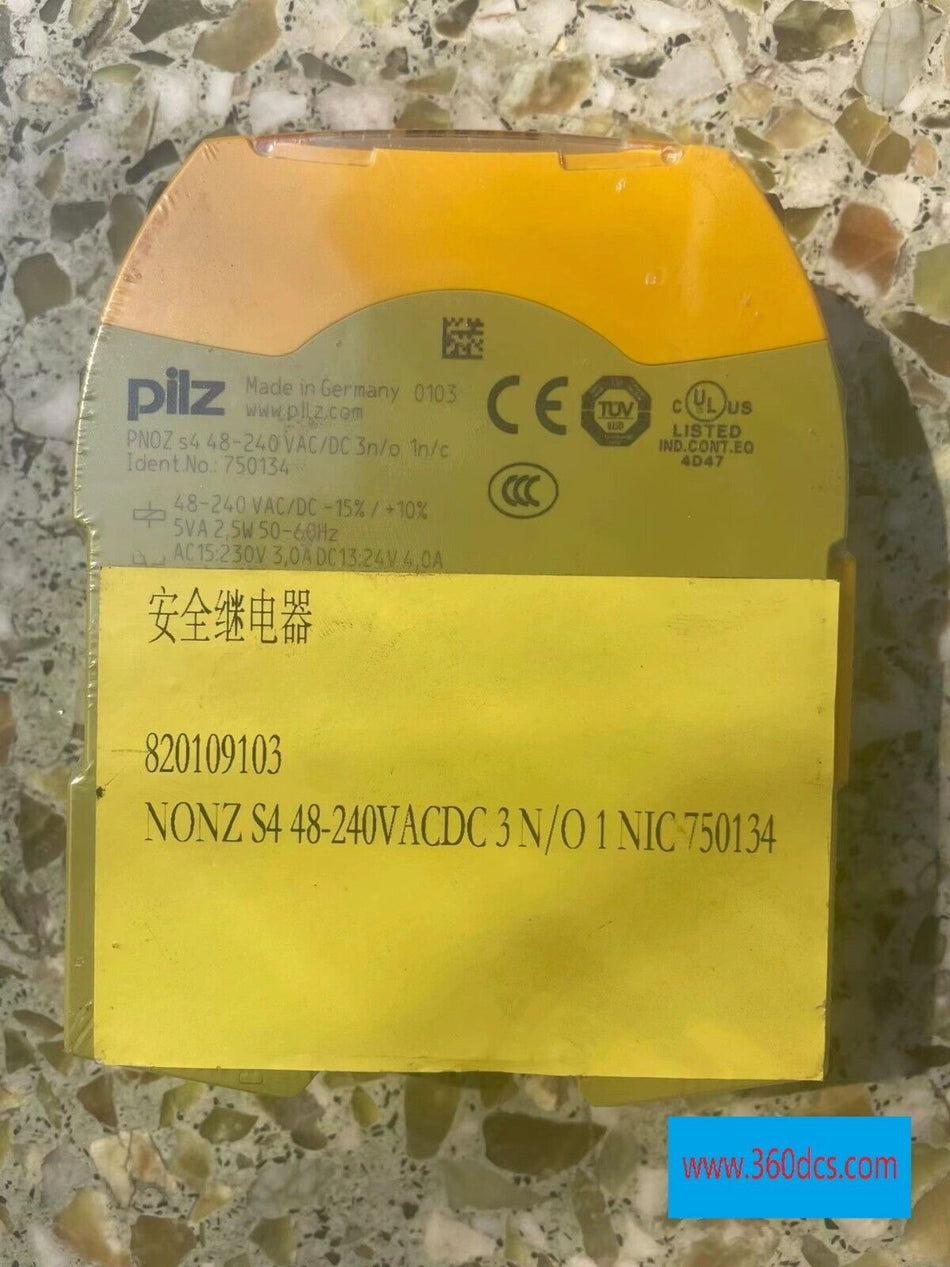 pilz
Made in Germany 0103
www.pilz.com
PNOZ s4 48-240 VAC/DC 3n/o 1n/c
Ident.No.: 750134
CE
TÜV
SÜD
C UL US
LISTED
IND.CONT.EQ
4D47
CCC
48-240 VAC/DC -15% / +10%
5VA 2,5W 50-60Hz
AC15:230V 3,0A DC13:24V 4,0A
安全继电器
820109103
NONZ S4 48-240VACDC 3 N/O 1 NIC 750134
www.360dcs.com